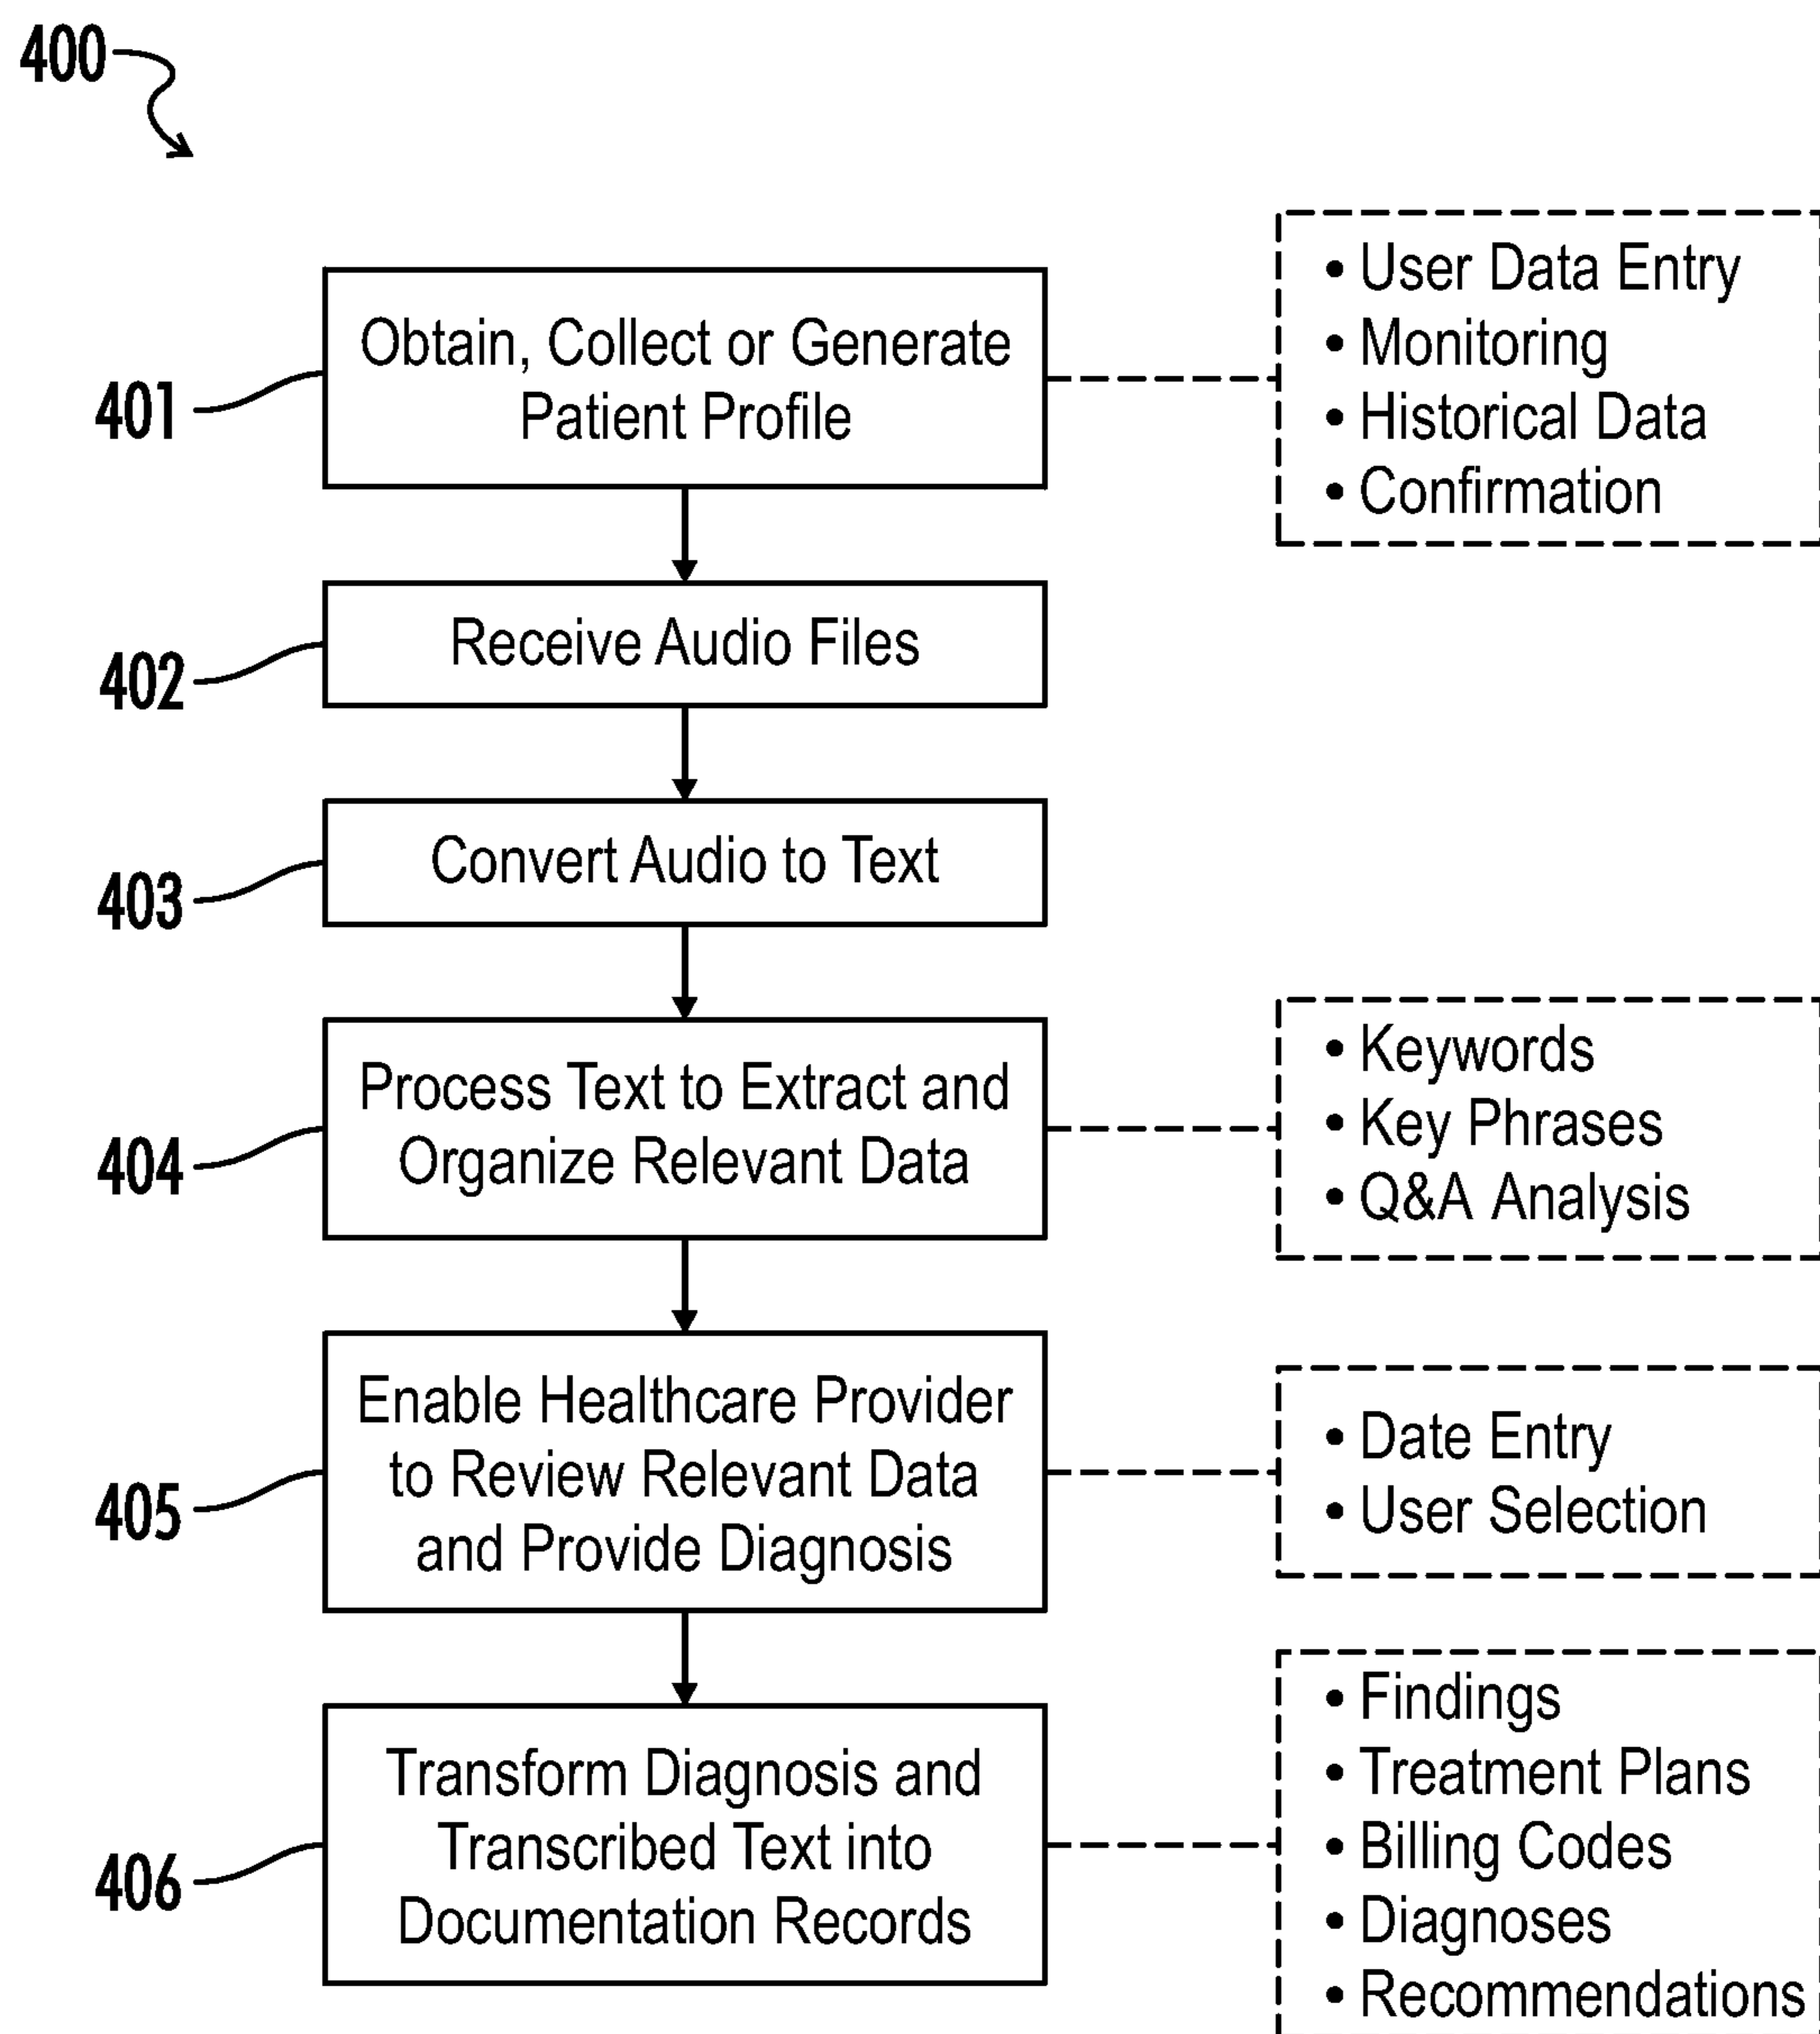 400
401
Obtain, Collect or Generate
Patient Profile
• User Data Entry
• Monitoring
• Historical Data
• Confirmation
402
Receive Audio Files
403
Convert Audio to Text
404
Process Text to Extract and
Organize Relevant Data
• Keywords
• Key Phrases
• Q&A Analysis
405
Enable Healthcare Provider
to Review Relevant Data
and Provide Diagnosis
• Date Entry
• User Selection
406
Transform Diagnosis and
Transcribed Text into
Documentation Records
• Findings
• Treatment Plans
• Billing Codes
• Diagnoses
• Recommendations